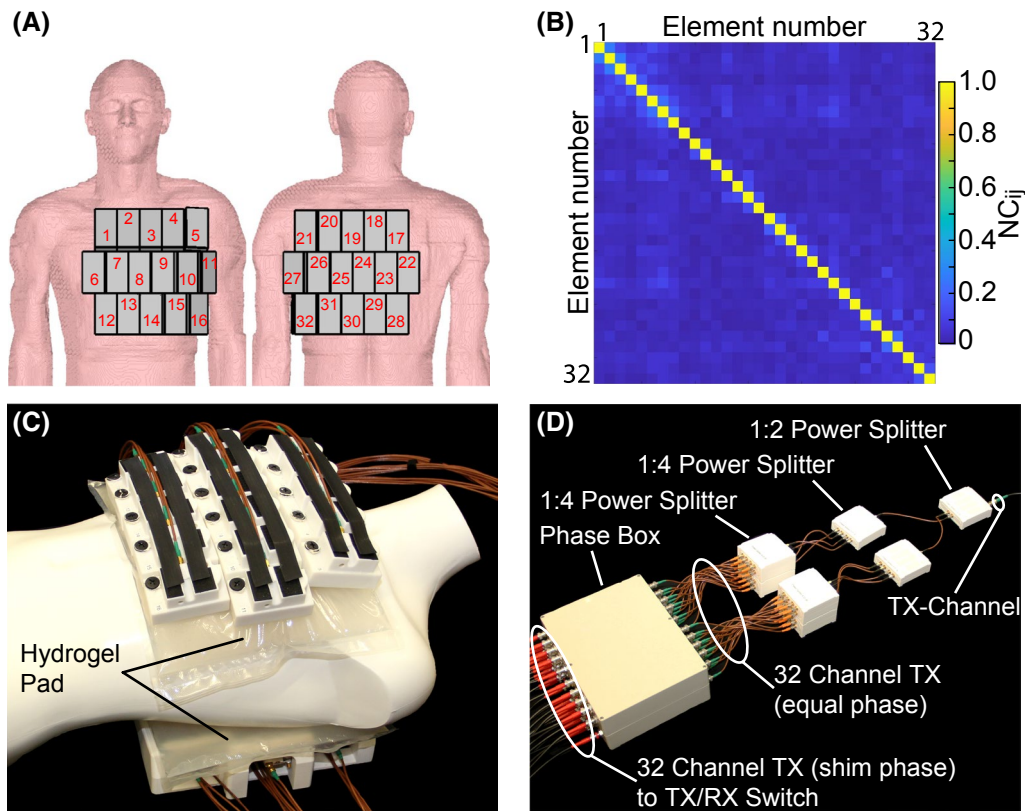 (A)
2
4
1
3
5
7
9
11
6
8
10
13
15
12
14
16
20
18
21
19
17
26
24
22
27
25
23
31
29
32
30
28
(B)
1
Element number
32
1
Element number
32
1.0
0.8
0.6
0.4
0.2
0
NCij
(C)
Hydrogel
Pad
(D)
1:2 Power Splitter
1:4 Power Splitter
1:4 Power Splitter
Phase Box
TX-Channel
32 Channel TX
(equal phase)
32 Channel TX (shim phase)
to TX/RX Switch